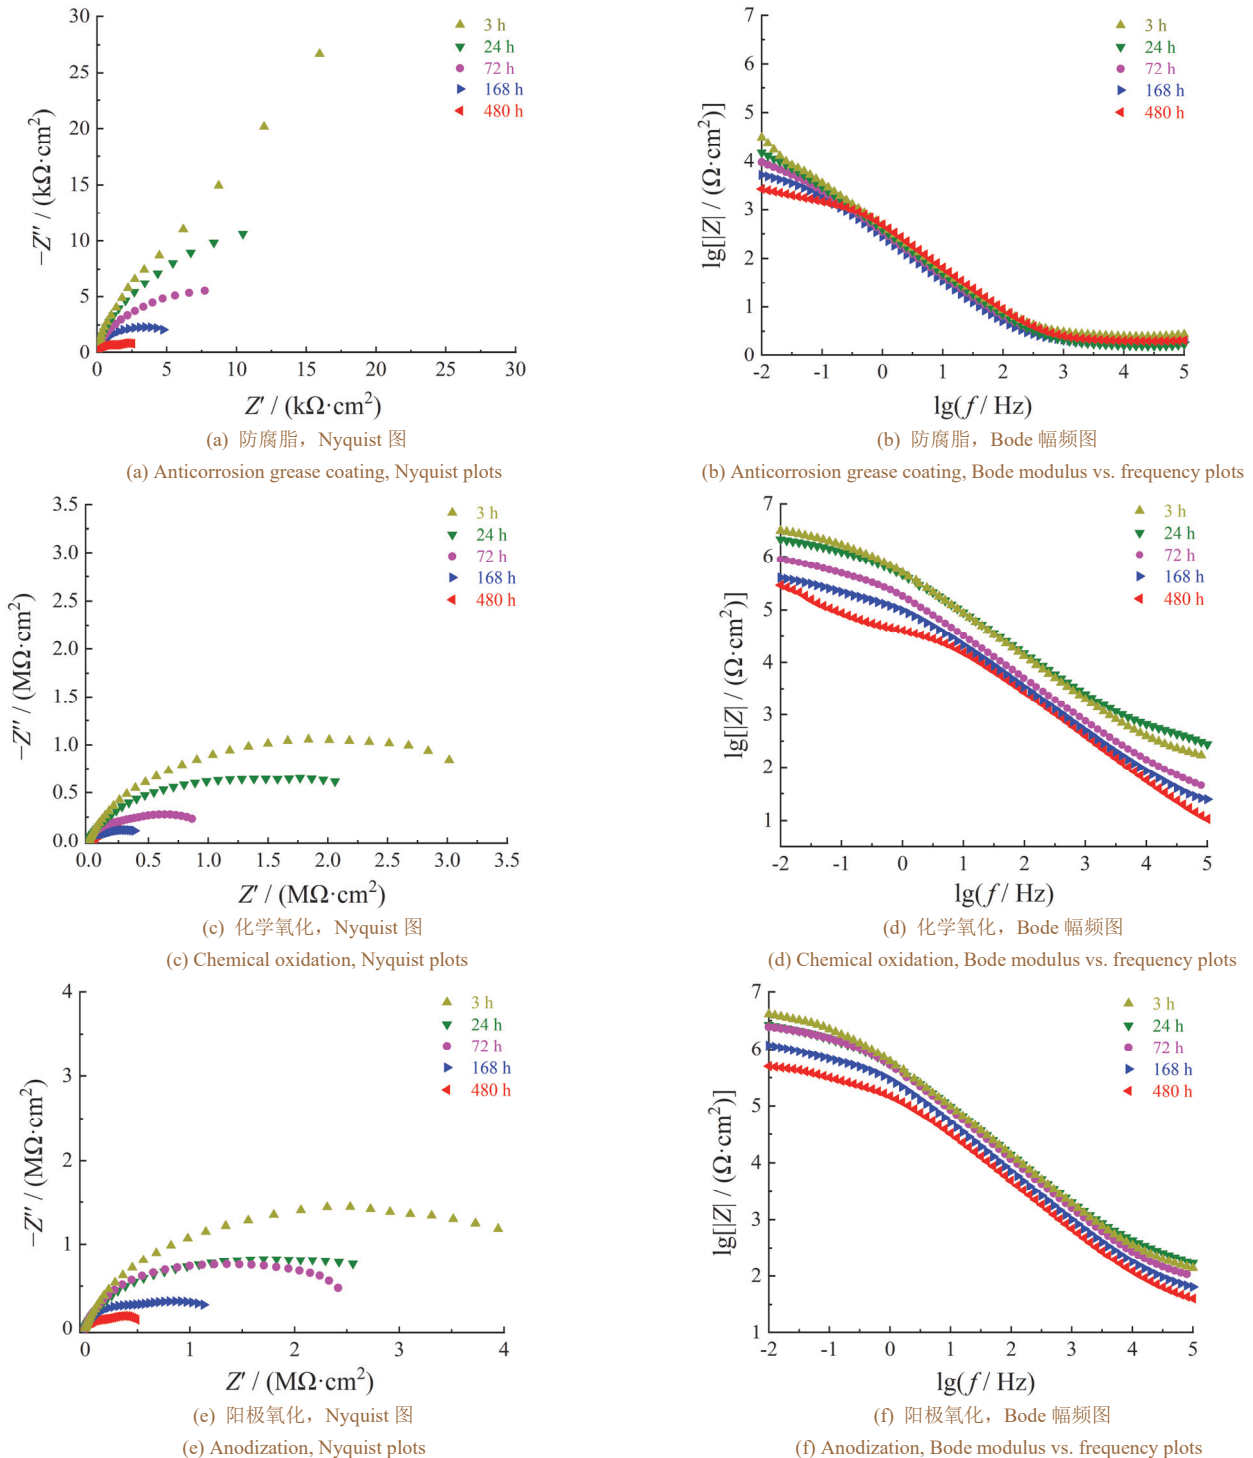 30
25
20
15
10
5
0
−Z″ / (kΩ·cm²)
3 h
24 h
72 h
168 h
480 h
0 5 10 15 20 25 30
Z′ / (kΩ·cm²)
(a) 防腐脂，Nyquist 图
(a) Anticorrosion grease coating, Nyquist plots
7
6
5
4
3
2
1
0
lg[|Z| / (Ω·cm²)]
3 h
24 h
72 h
168 h
480 h
-2 -1 0 1 2 3 4 5
lg(f / Hz)
(b) 防腐脂，Bode 幅频图
(b) Anticorrosion grease coating, Bode modulus vs. frequency plots
3.5
3.0
2.5
2.0
1.5
1.0
0.5
0.0
−Z″ / (MΩ·cm²)
3 h
24 h
72 h
168 h
480 h
0.0 0.5 1.0 1.5 2.0 2.5 3.0 3.5
Z′ / (MΩ·cm²)
(c) 化学氧化，Nyquist 图
(c) Chemical oxidation, Nyquist plots
7
6
5
4
3
2
1
lg[|Z| / (Ω·cm²)]
3 h
24 h
72 h
168 h
480 h
-2 -1 0 1 2 3 4 5
lg(f / Hz)
(d) 化学氧化，Bode 幅频图
(d) Chemical oxidation, Bode modulus vs. frequency plots
4
3
2
1
0
−Z″ / (MΩ·cm²)
3 h
24 h
72 h
168 h
480 h
0 1 2 3 4
Z′ / (MΩ·cm²)
(e) 阳极氧化，Nyquist 图
(e) Anodization, Nyquist plots
7
6
5
4
3
2
1
lg[|Z| / (Ω·cm²)]
3 h
24 h
72 h
168 h
480 h
-2 -1 0 1 2 3 4 5
lg(f / Hz)
(f) 阳极氧化，Bode 幅频图
(f) Anodization, Bode modulus vs. frequency plots